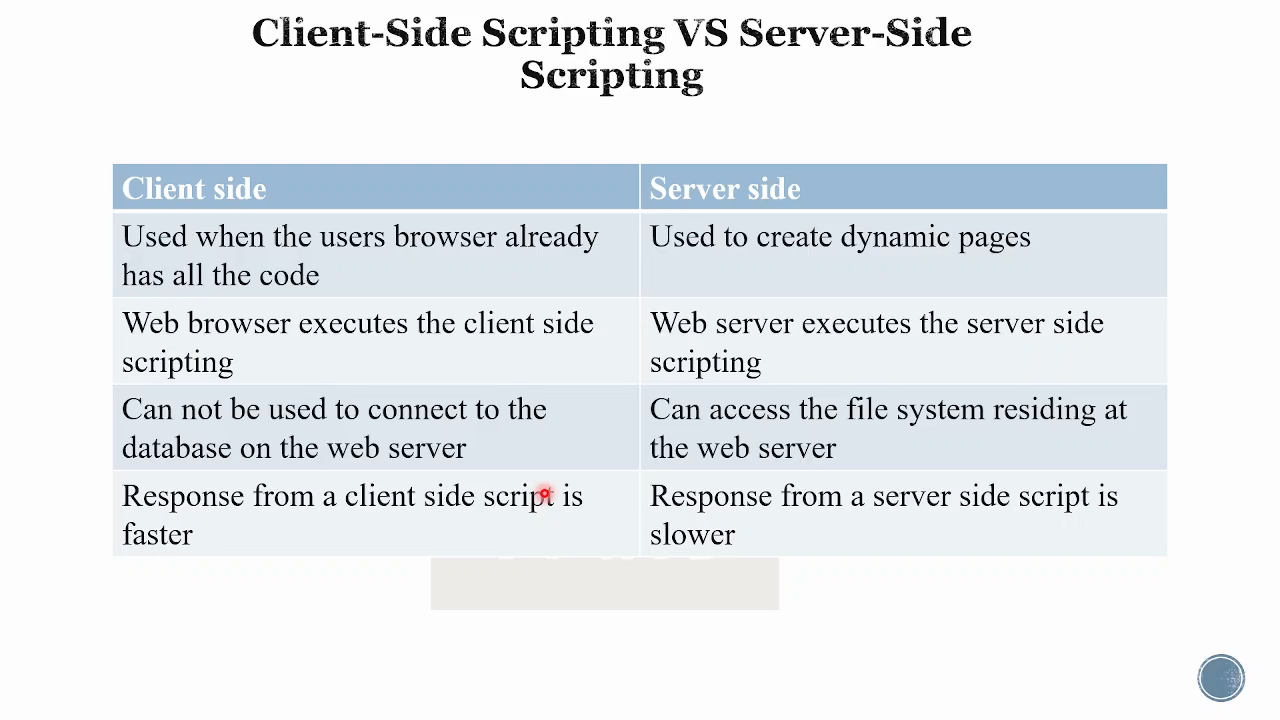 Client-Side Scripting VS Server-Side
Scripting
Client side
Server side
Used when the users browser already
has all the code
Used to create dynamic pages
Web browser executes the client side
scripting
Web server executes the server side
scripting
Can not be used to connect to the
database on the web server
Can access the file system residing at
the web server
Response from a client side script is
faster
Response from a server side script is
slower